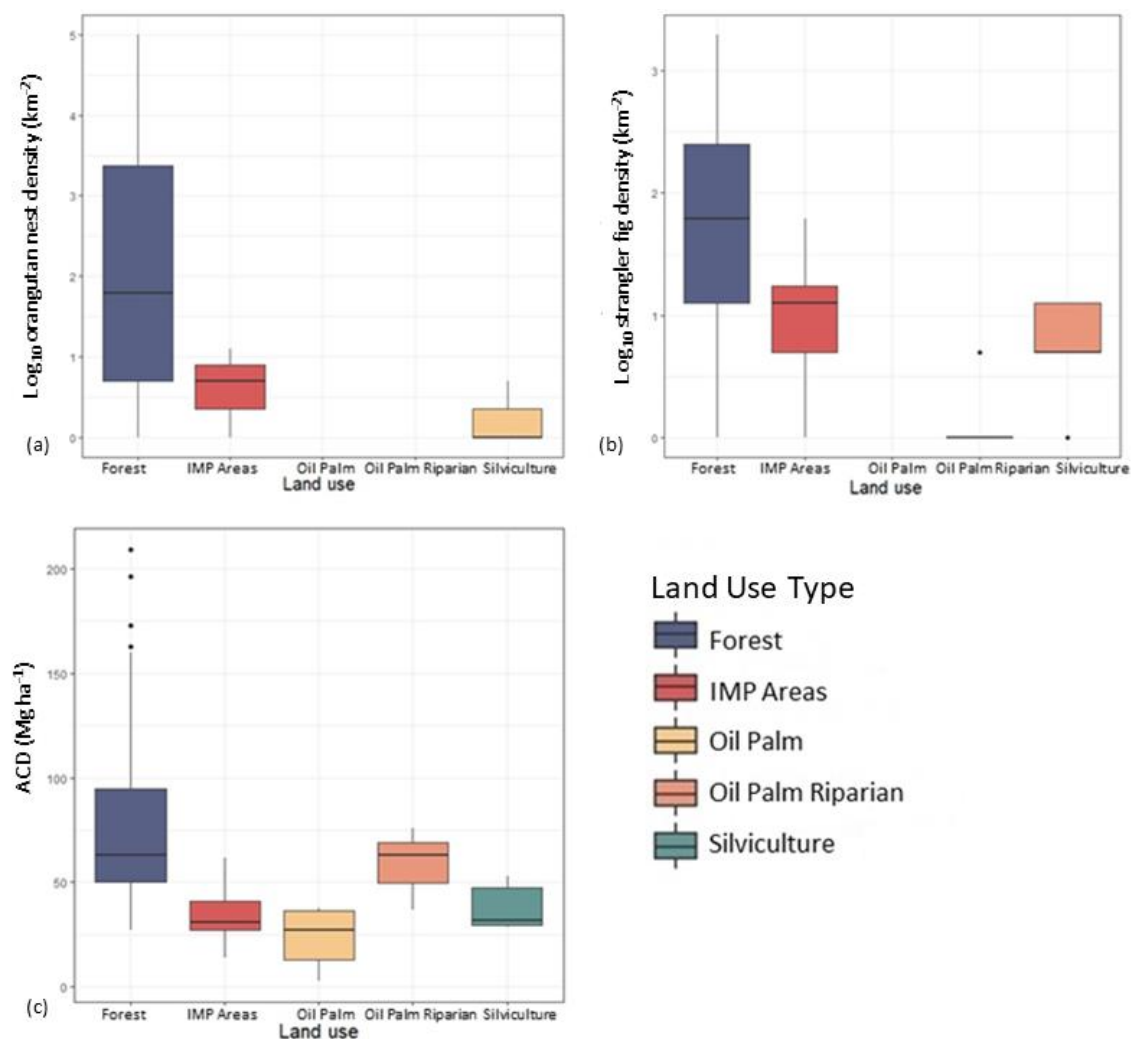 Log₁₀ orangutan nest density (km⁻²)
5
4
3
2
1
0
(a)
Forest IMP Areas Oil Palm Oil Palm Riparian Silviculture
Land use
Log₁₀ strangler fig density (km⁻²)
3
2
1
0
(b)
Forest IMP Areas Oil Palm Oil Palm Riparian Silviculture
Land use
ACD (Mg ha⁻¹)
200
150
100
50
0
(c)
Forest IMP Areas Oil Palm Oil Palm Riparian Silviculture
Land use
Land Use Type
Forest
IMP Areas
Oil Palm
Oil Palm Riparian
Silviculture